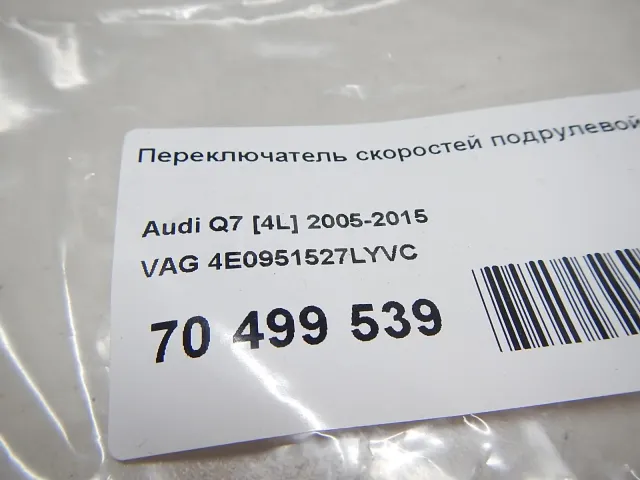 Переключатель скоростей подрулевой
Audi Q7 [4L] 2005-2015
VAG 4E0951527LYVC
70 499 539